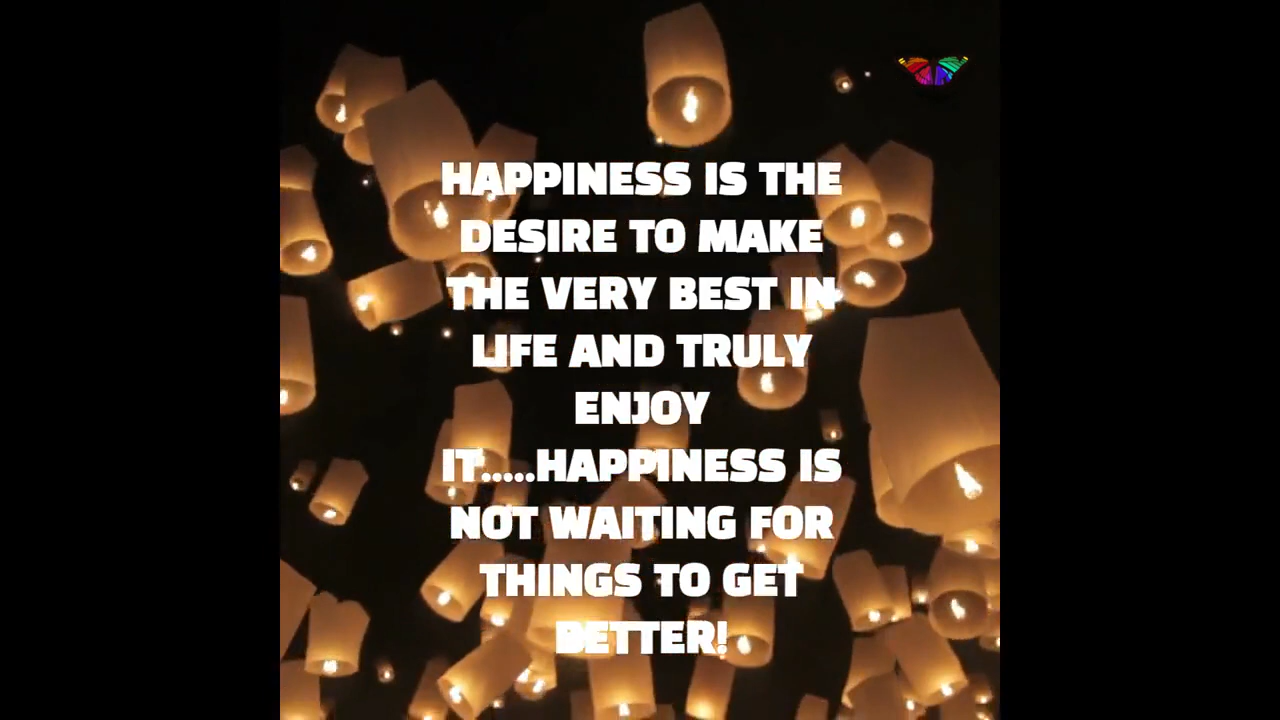 HAPPINESS IS THE
DESIRE TO MAKE
THE VERY BEST IN
LIFE AND TRULY
ENJOY
IT.....HAPPINESS IS
NOT WAITING FOR
THINGS TO GET
BETTER!